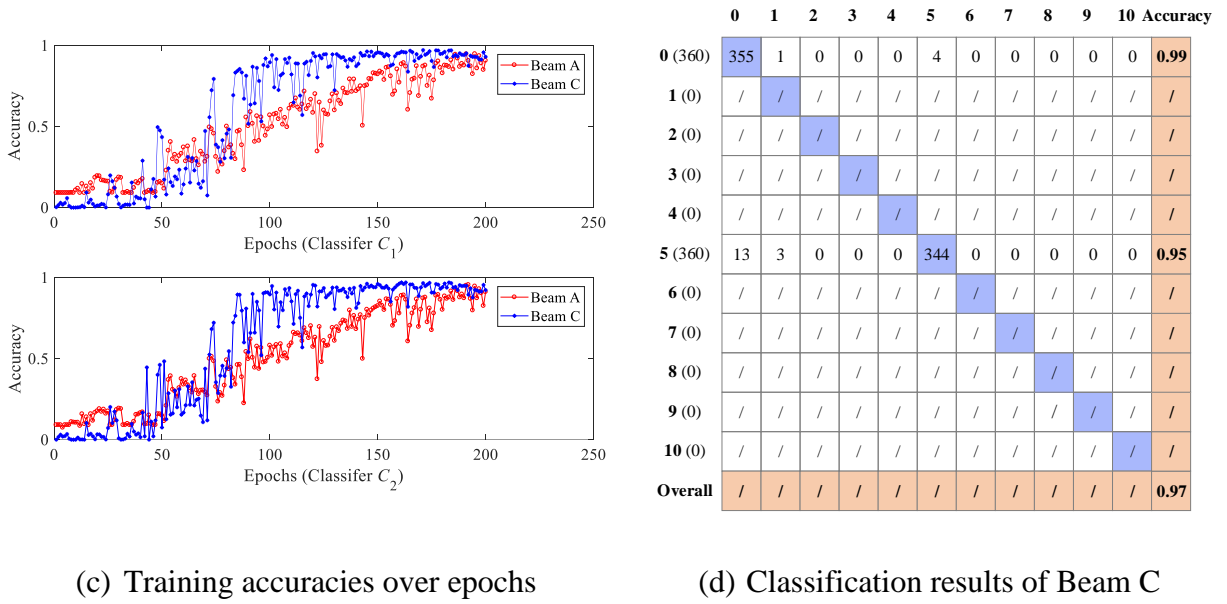 1
0.5
0
Accuracy
Beam A
Beam C
0 50 100 150 200 250
Epochs (Classifer C1)
1
0.5
0
Accuracy
Beam A
Beam C
0 50 100 150 200 250
Epochs (Classifer C2)
(c) Training accuracies over epochs
0 1 2 3 4 5 6 7 8 9 10 Accuracy
0 (360) 355 1 0 0 0 4 0 0 0 0 0 0.99
1 (0) / / / / / / / / / / / /
2 (0) / / / / / / / / / / / /
3 (0) / / / / / / / / / / / /
4 (0) / / / / / / / / / / / /
5 (360) 13 3 0 0 0 344 0 0 0 0 0 0.95
6 (0) / / / / / / / / / / / /
7 (0) / / / / / / / / / / / /
8 (0) / / / / / / / / / / / /
9 (0) / / / / / / / / / / / /
10 (0) / / / / / / / / / / / /
Overall / / / / / / / / / / / 0.97
(d) Classification results of Beam C